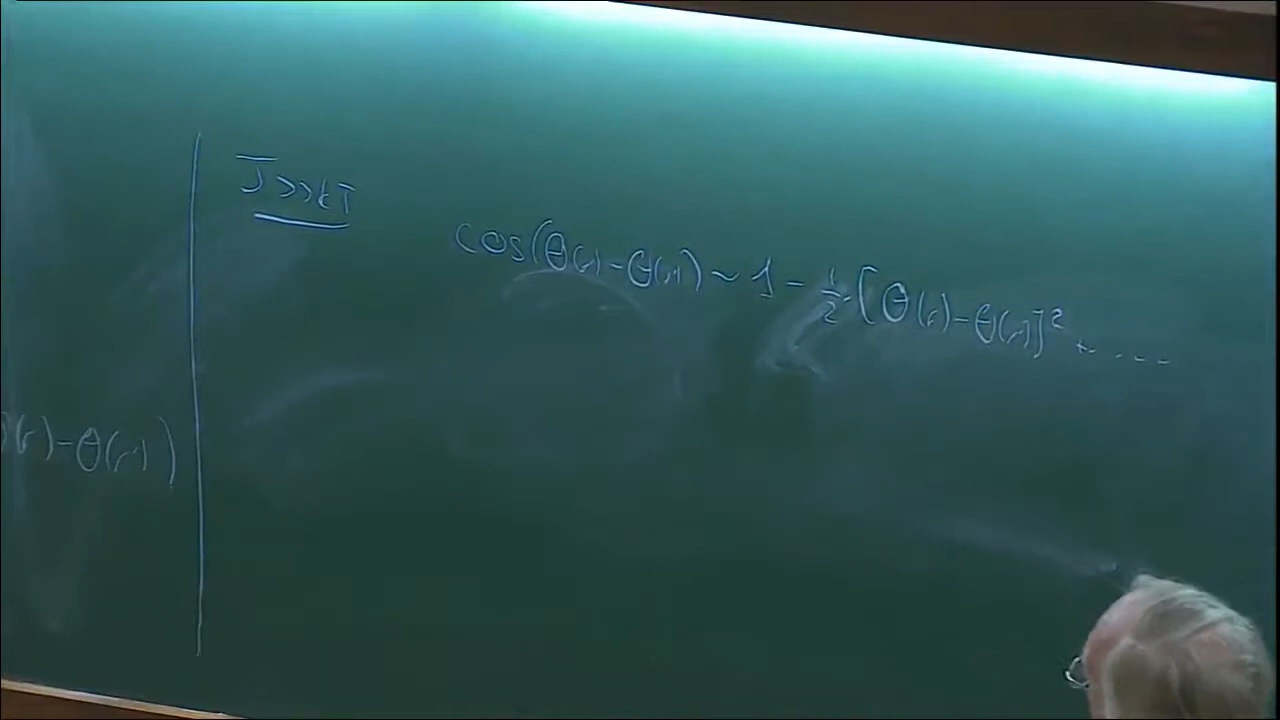 J >> kT
cos(θ(r) - θ(r')) ~ 1 - 1/2 [θ(r) - θ(r')]² + ....
θ(r) - θ(r'))